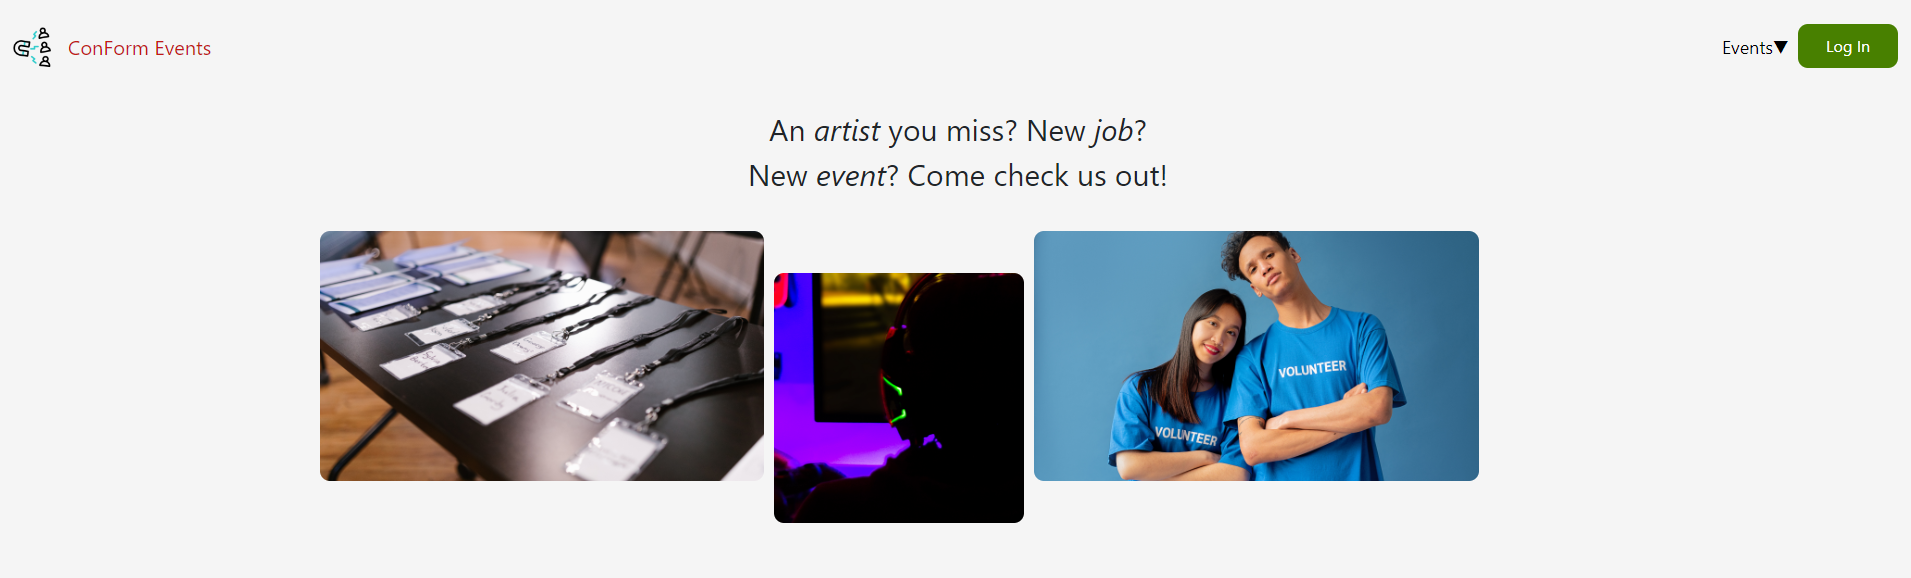 ConForm Events
Events▼
Log In
An artist you miss? New job?
New event? Come check us out!
VOLUNTEER
VOLUNTEER